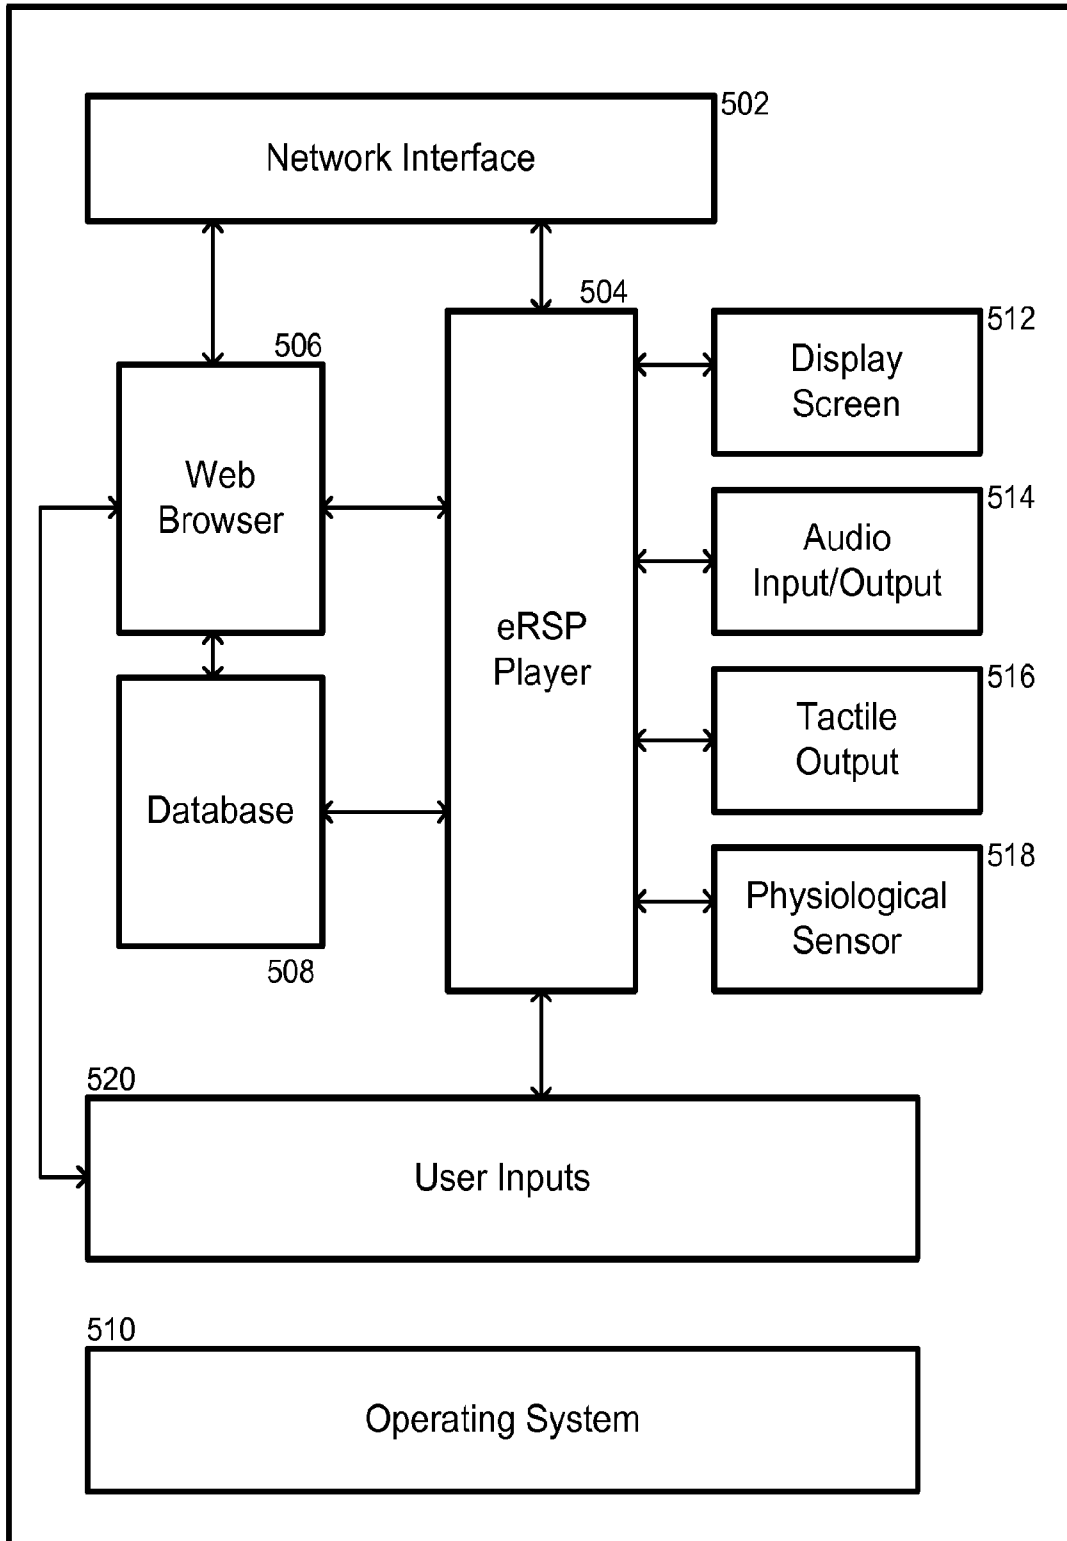 502
Network Interface
504
512
Display
Screen
506
Web
Browser
514
Audio
Input/Output
eRSP
Player
516
Tactile
Output
Database
518
Physiological
Sensor
508
520
User Inputs
510
Operating System